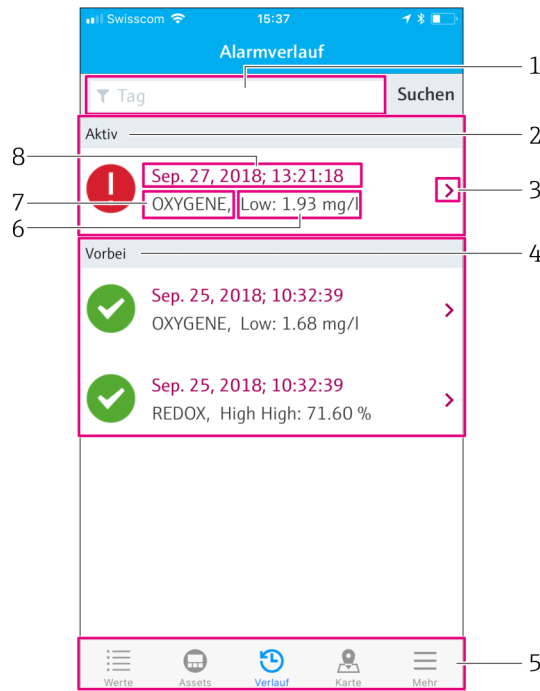 Swisscom 15:37
Alarmverlauf
1
Tag Suchen
Aktiv
2
8
Sep. 27, 2018; 13:21:18
3
7
OXYGENE, Low: 1.93 mg/l
6
Vorbei
4
Sep. 25, 2018; 10:32:39
OXYGENE, Low: 1.68 mg/l
Sep. 25, 2018; 10:32:39
REDOX, High High: 71.60 %
5
Werte Assets Verlauf Karte Mehr